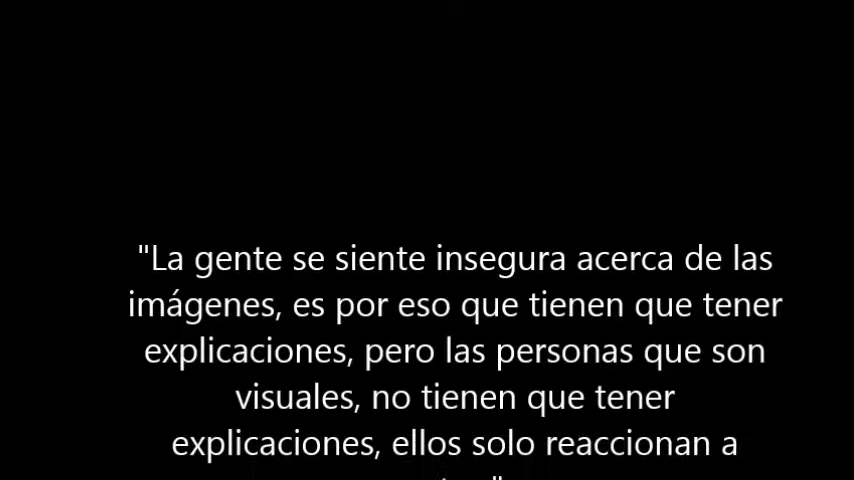 "La gente se siente insegura acerca de las
imágenes, es por eso que tienen que tener
explicaciones, pero las personas que son
visuales, no tienen que tener
explicaciones, ellos solo reaccionan a